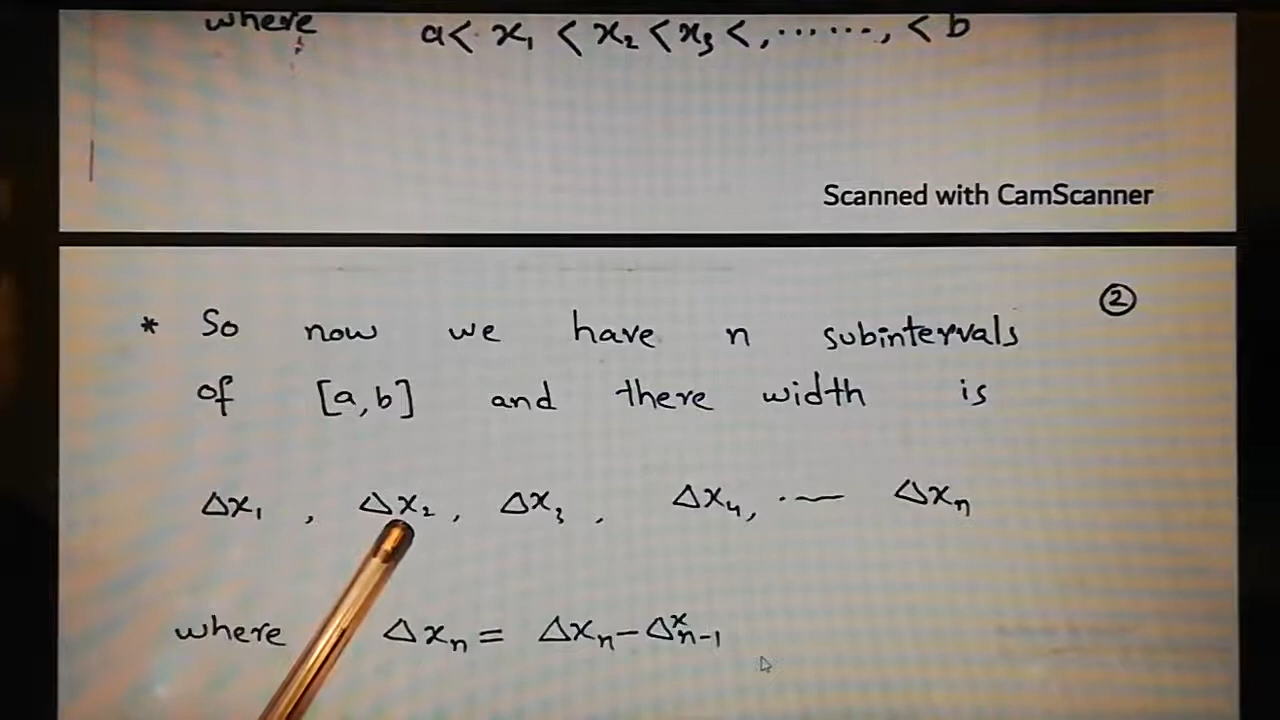 where a< x₁ < x₂ < x₃ <, ......, < b
Scanned with CamScanner
②
* So now we have n subintervals
of [a,b] and there width is
Δx₁ , Δx₂ , Δx₃ , Δx₄, ·— Δxₙ
where Δxₙ = Δxₙ − Δxₙ₋₁